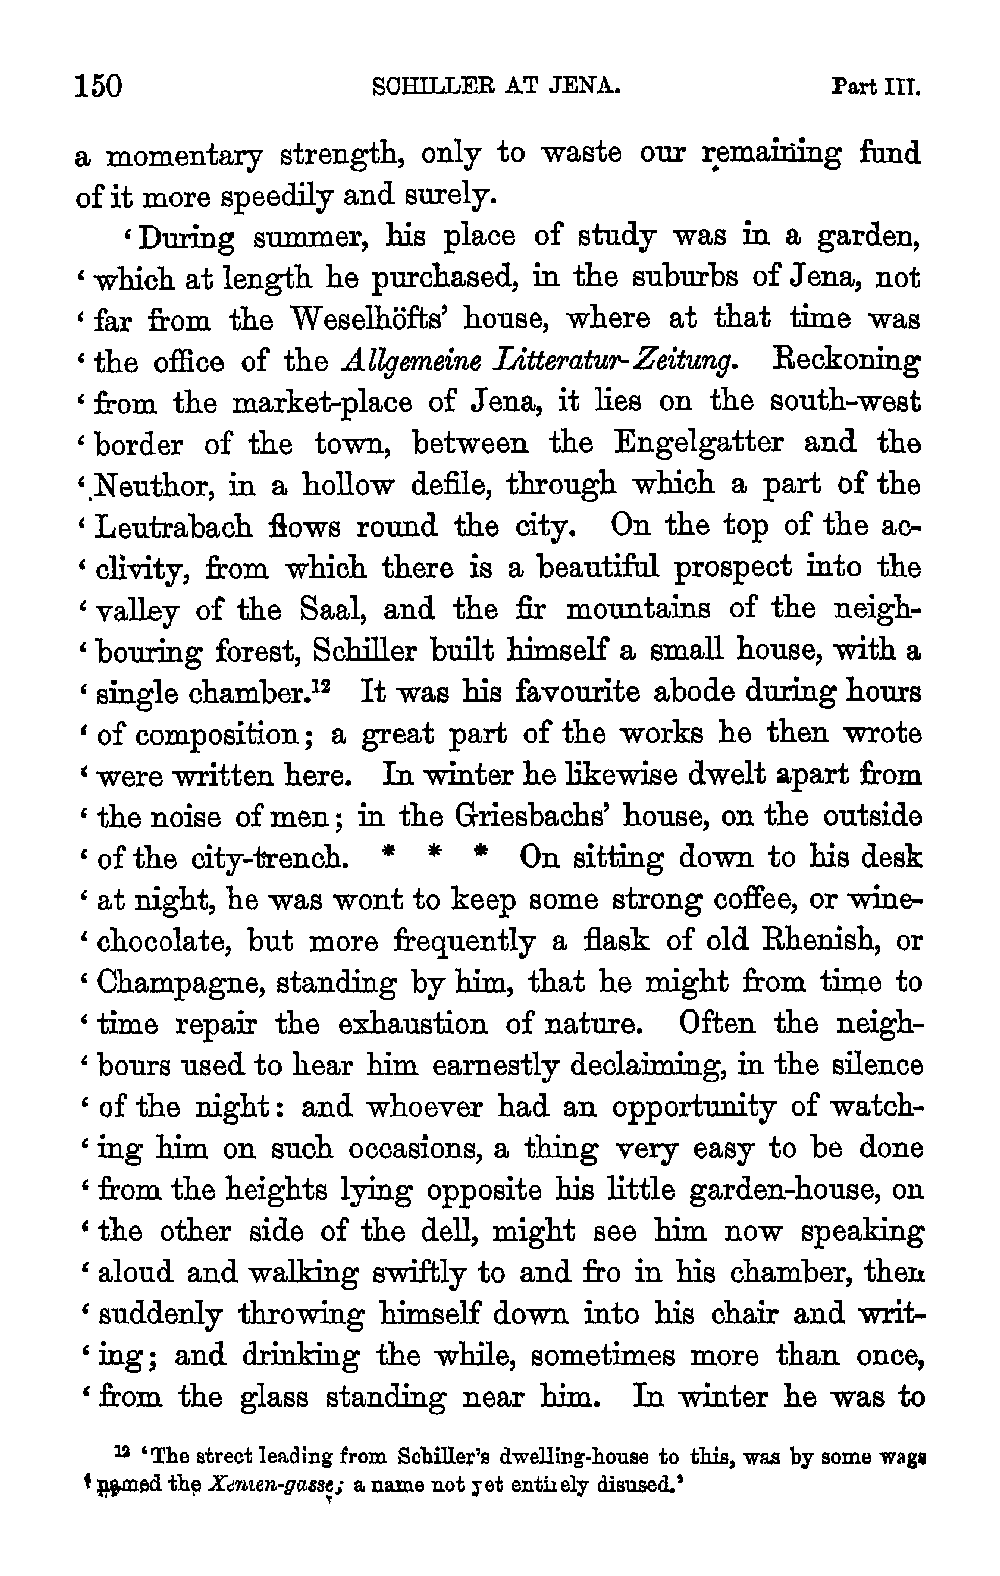 150 SCHILLER AT JENA. Part III.
a momentary strength, only to waste our remaining fund
of it more speedily and surely.
‘ During summer, his place of study was in a garden,
‘ which at length he purchased, in the suburbs of Jena, not
‘ far from the Weselhöfts’ house, where at that time was
‘ the office of the Allgemeine Litteratur-Zeitung. Reckoning
‘ from the market-place of Jena, it lies on the south-west
‘ border of the town, between the Engelgatter and the
‘ Neuthor, in a hollow defile, through which a part of the
‘ Leutrabach flows round the city. On the top of the ac-
‘ clivity, from which there is a beautiful prospect into the
‘ valley of the Saal, and the fir mountains of the neigh-
‘ bouring forest, Schiller built himself a small house, with a
‘ single chamber.¹² It was his favourite abode during hours
‘ of composition; a great part of the works he then wrote
‘ were written here. In winter he likewise dwelt apart from
‘ the noise of men; in the Griesbachs’ house, on the outside
‘ of the city-trench. * * * On sitting down to his desk
‘ at night, he was wont to keep some strong coffee, or wine-
‘ chocolate, but more frequently a flask of old Rhenish, or
‘ Champagne, standing by him, that he might from time to
‘ time repair the exhaustion of nature. Often the neigh-
‘ bours used to hear him earnestly declaiming, in the silence
‘ of the night: and whoever had an opportunity of watch-
‘ ing him on such occasions, a thing very easy to be done
‘ from the heights lying opposite his little garden-house, on
‘ the other side of the dell, might see him now speaking
‘ aloud and walking swiftly to and fro in his chamber, then
‘ suddenly throwing himself down into his chair and writ-
‘ ing; and drinking the while, sometimes more than once,
‘ from the glass standing near him. In winter he was to
¹² ‘The street leading from Schiller’s dwelling-house to this, was by some wags
‘ named the Xenien-gasse; a name not yet entirely disused.’